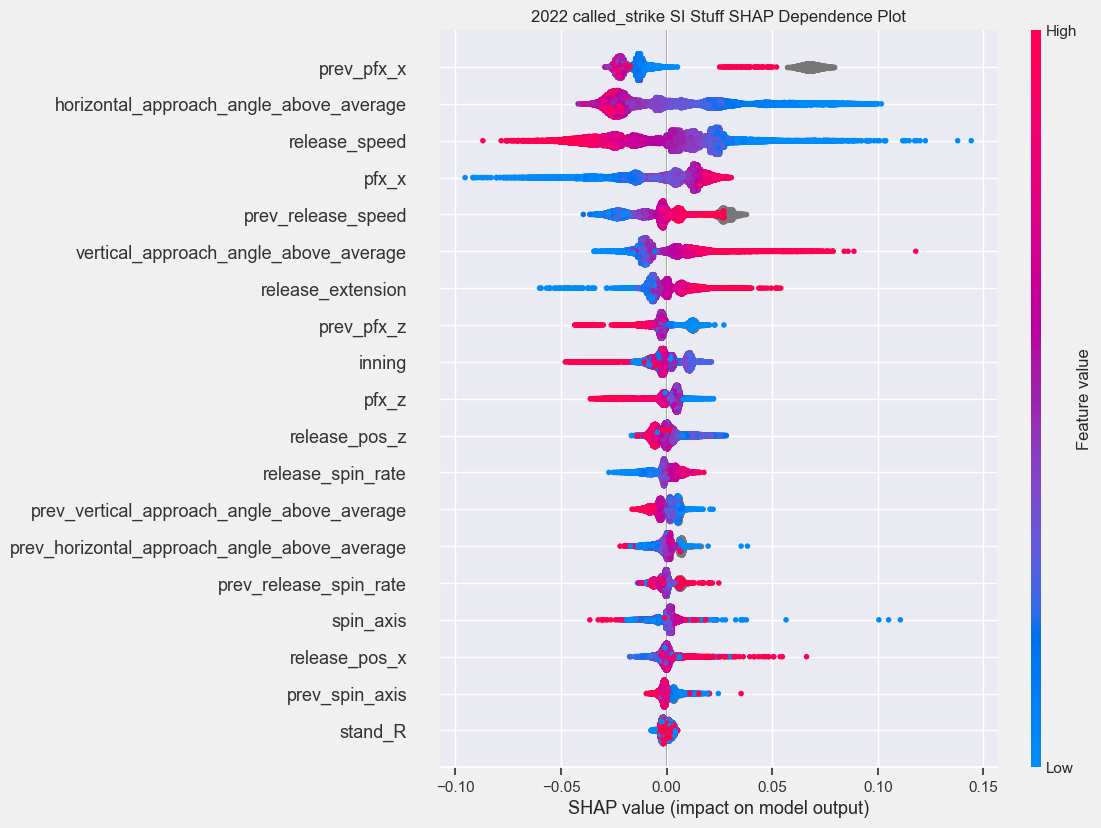 2022 called_strike SI Stuff SHAP Dependence Plot
High
prev_pfx_x
horizontal_approach_angle_above_average
release_speed
pfx_x
prev_release_speed
vertical_approach_angle_above_average
release_extension
prev_pfx_z
inning
pfx_z
release_pos_z
release_spin_rate
prev_vertical_approach_angle_above_average
prev_horizontal_approach_angle_above_average
prev_release_spin_rate
spin_axis
release_pos_x
prev_spin_axis
stand_R
Feature value
Low
−0.10 −0.05 0.00 0.05 0.10 0.15
SHAP value (impact on model output)